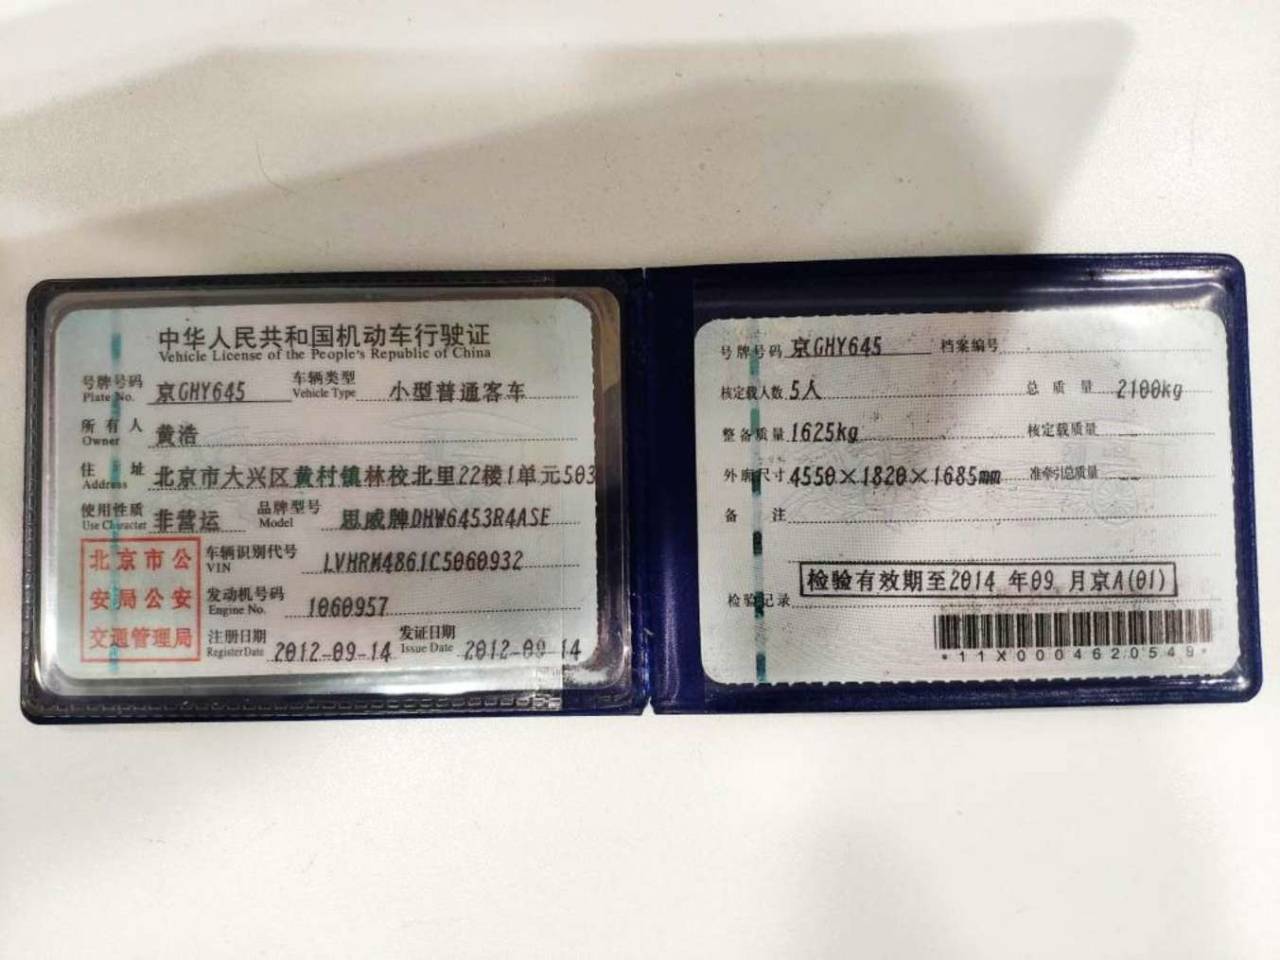 中华人民共和国机动车行驶证
Vehicle License of the People's Republic of China
号牌号码 京GHY645 车辆类型 小型普通客车
Plate No. Vehicle Type
所有人 黄浩
Owner
住址 北京市大兴区黄村镇林校北里22楼1单元503
Address
使用性质 非营运 品牌型号 思威牌DHW6453R4ASE
Use Character Model
北京市公安局公安交通管理局
车辆识别代号 LVHRM4861C5060932
VIN
发动机号码 1060957
Engine No.
注册日期 2012-09-14 发证日期 2012-09-14
Register Date Issue Date
号牌号码 京GHY645 档案编号
核定载人数 5人 总质量 2100kg
整备质量 1625kg 核定载质量
外廓尺寸 4550×1820×1685mm 准牵引总质量
备注
检验有效期至2014年09月京A(01)
检验记录
*11X0004620549*